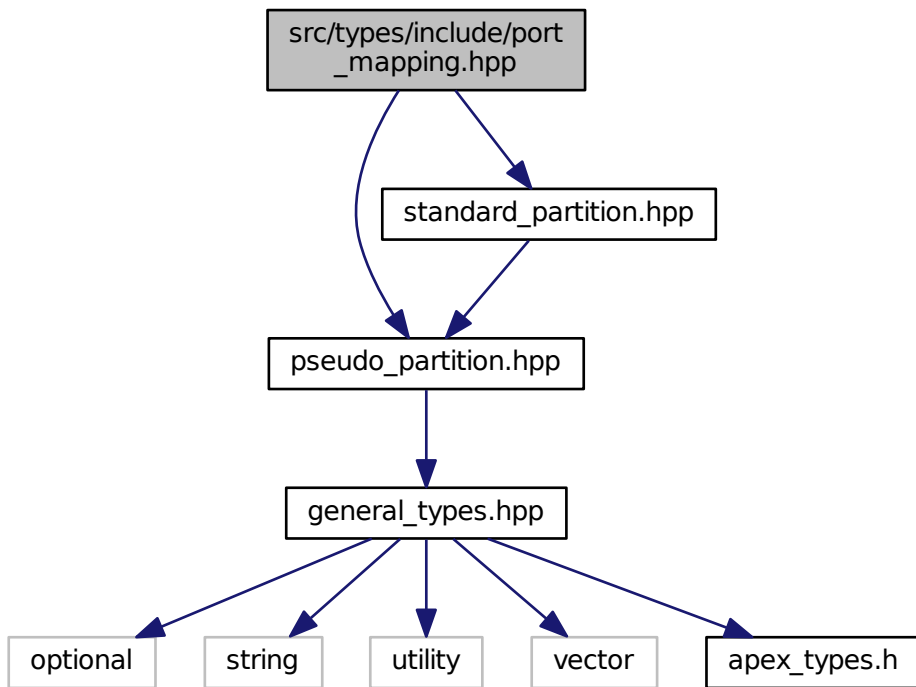 src/types/include/port
_mapping.hpp
standard_partition.hpp
pseudo_partition.hpp
general_types.hpp
optional
string
utility
vector
apex_types.h